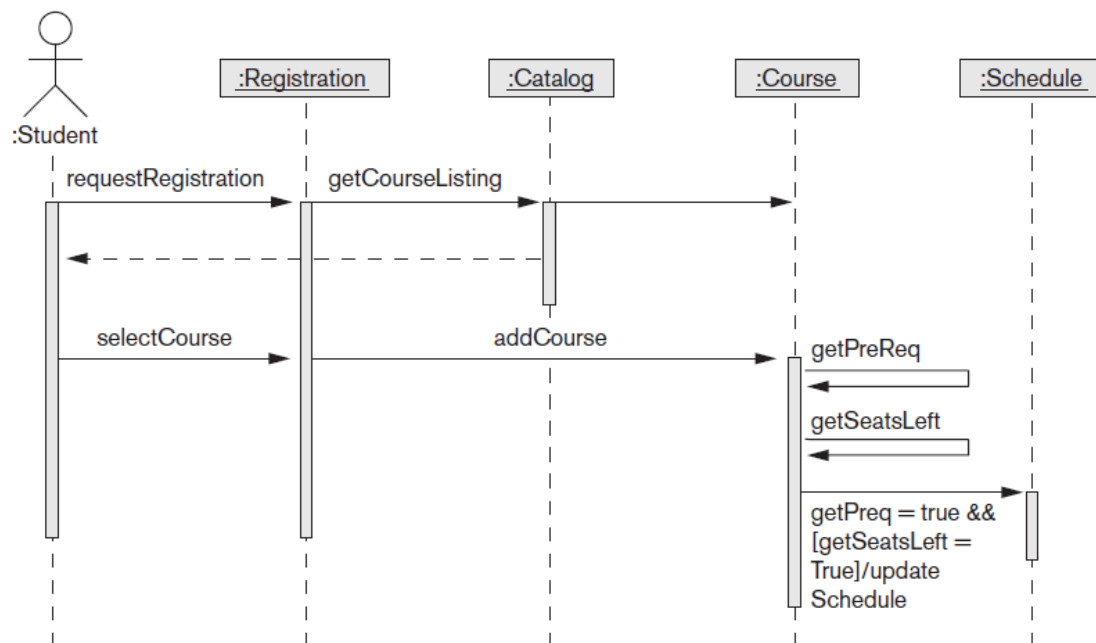 :Registration
:Catalog
:Course
:Schedule
:Student
requestRegistration
getCourseListing
selectCourse
addCourse
getPreReq
getSeatsLeft
getPreq = true &&
[getSeatsLeft =
True]/update
Schedule